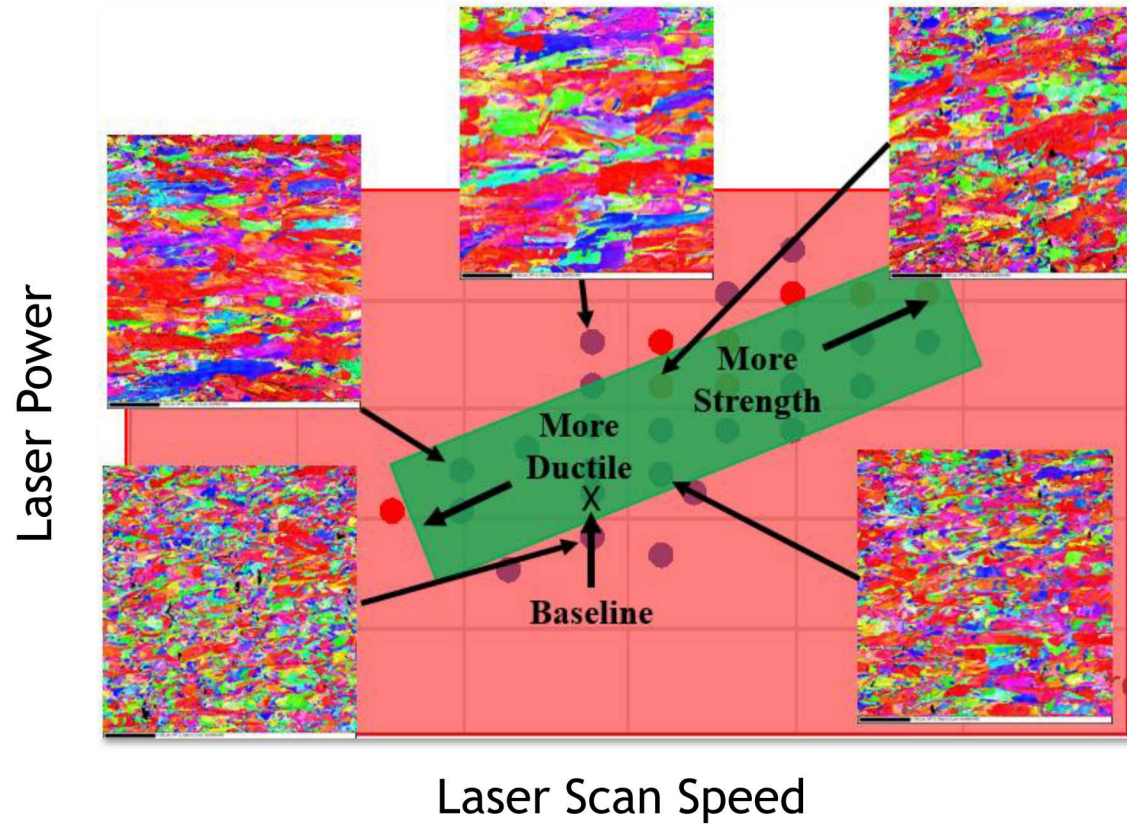 More
Strength
More
Ductile
X
Baseline
Laser Power
Laser Scan Speed